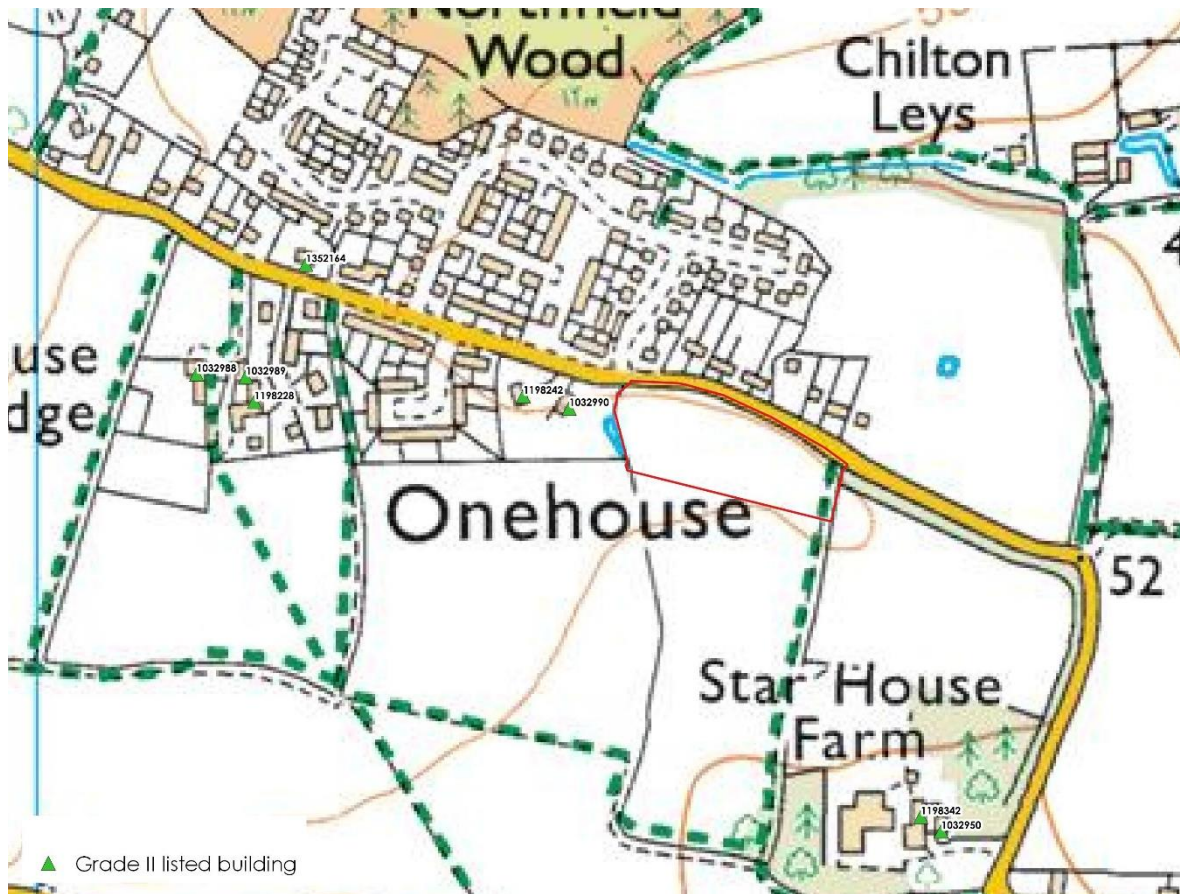 Northfield
Wood
Chilton
Leys
1352164
use
dge
1032988
1032989
1198228
1198242
1032990
Onehouse
52
Star House
Farm
1198342
1032950
Grade II listed building